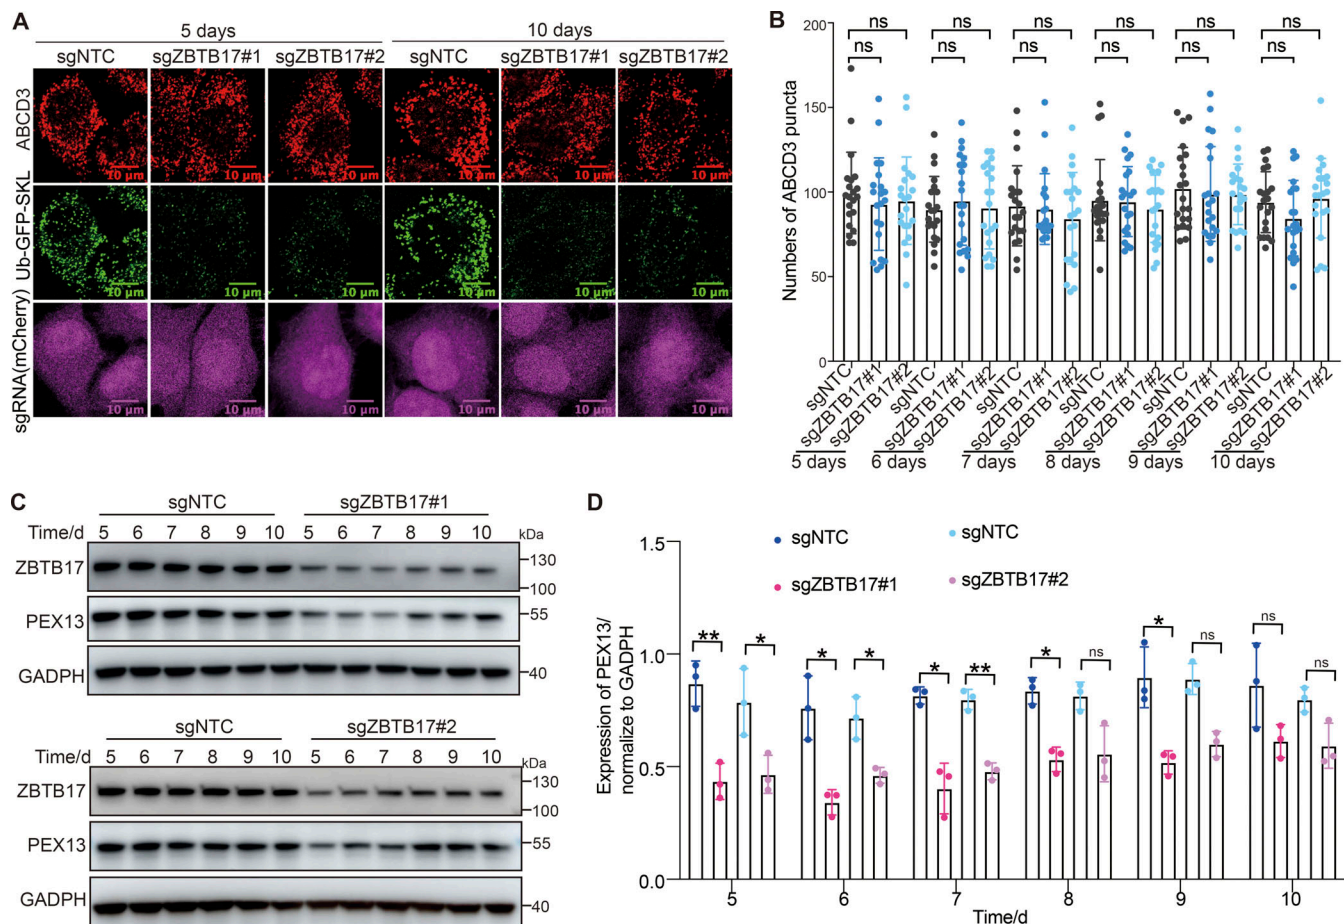 A
5 days
10 days
sgNTC
sgZBTB17#1
sgZBTB17#2
sgNTC
sgZBTB17#1
sgZBTB17#2
ABCD3
10 µm
10 µm
10 µm
10 µm
10 µm
10 µm
Ub-GFP-SKL
10 µm
10 µm
10 µm
10 µm
10 µm
10 µm
sgRNA(mCherry)
10 µm
10 µm
10 µm
10 µm
10 µm
10 µm
B
Numbers of ABCD3 puncta
200
150
100
50
0
ns
ns
ns
ns
ns
ns
ns
ns
ns
ns
ns
ns
sgNTC
sgZBTB17#1
sgZBTB17#2
sgNTC
sgZBTB17#1
sgZBTB17#2
sgNTC
sgZBTB17#1
sgZBTB17#2
sgNTC
sgZBTB17#1
sgZBTB17#2
sgNTC
sgZBTB17#1
sgZBTB17#2
sgNTC
sgZBTB17#1
sgZBTB17#2
5 days
6 days
7 days
8 days
9 days
10 days
C
sgNTC
sgZBTB17#1
Time/d
5 6 7 8 9 10 5 6 7 8 9 10
kDa
ZBTB17
130
100
PEX13
55
GADPH
40
sgNTC
sgZBTB17#2
Time/d
5 6 7 8 9 10 5 6 7 8 9 10
kDa
ZBTB17
130
100
PEX13
55
GADPH
40
D
Expression of PEX13/
normalize to GADPH
1.5
1.0
0.5
0.0
sgNTC
sgNTC
sgZBTB17#1
sgZBTB17#2
**
*
*
*
*
**
*
ns
*
ns
ns
ns
5 6 7 8 9 10
Time/d